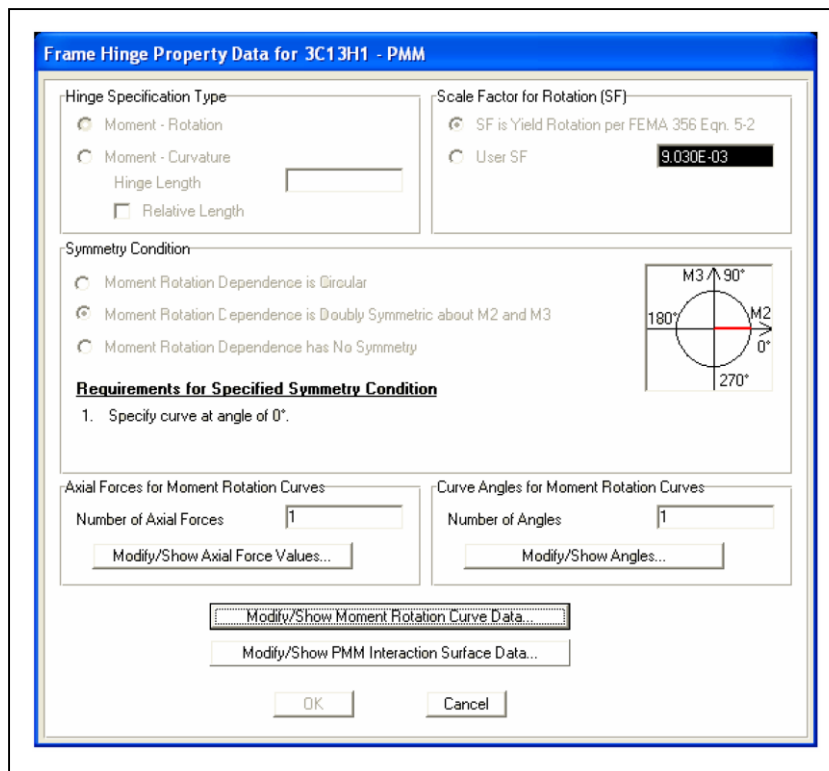 Frame Hinge Property Data for 3C13H1 - PMM
Hinge Specification Type
Moment - Rotation
Moment - Curvature
Hinge Length
Relative Length
Scale Factor for Rotation (SF)
SF is Yield Rotation per FEMA 356 Eqn. 5-2
User SF
9.030E-03
Symmetry Condition
Moment Rotation Dependence is Circular
Moment Rotation Dependence is Doubly Symmetric about M2 and M3
Moment Rotation Dependence has No Symmetry
Requirements for Specified Symmetry Condition
1. Specify curve at angle of 0°.
M3 90°
180° M2
0°
270°
Axial Forces for Moment Rotation Curves
Number of Axial Forces 1
Modify/Show Axial Force Values...
Curve Angles for Moment Rotation Curves
Number of Angles 1
Modify/Show Angles...
Modify/Show Moment Rotation Curve Data...
Modify/Show PMM Interaction Surface Data...
OK Cancel